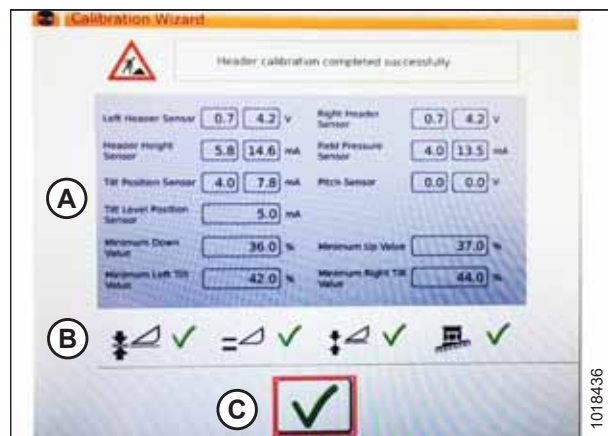 Calibration Wizard
Header calibration completed successfully
Left Header Sensor 0.7 4.2 V Right Header Sensor 0.7 4.2 V
Header Height Sensor 5.8 14.6 mA Field Pressure Sensor 4.0 13.5 mA
Tilt Position Sensor 4.0 7.8 mA Pitch Sensor 0.0 0.0 V
Tilt Level Position Sensor 5.0 mA
Minimum Down Value 36.0 % Minimum Up Value 37.0 %
Minimum Left Tilt Value 42.0 % Minimum Right Tilt Value 44.0 %
A
B
C
1018436